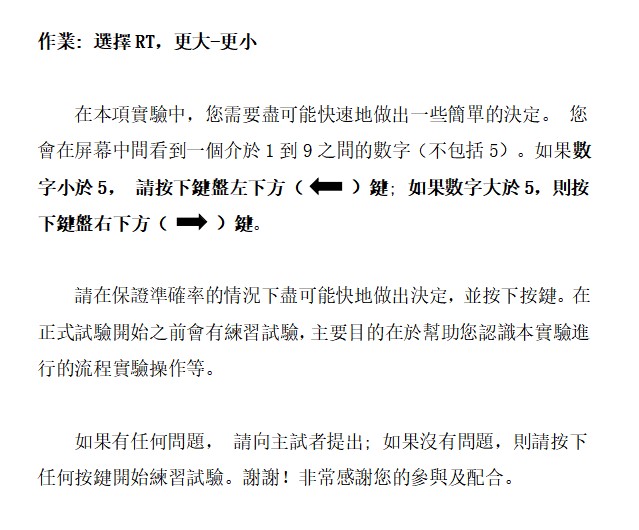 作業: 選擇RT，更大-更小
在本項實驗中，您需要盡可能快速地做出一些簡單的決定。 您
會在屏幕中間看到一個介於1到9之間的數字（不包括5）。如果數
字小於5， 請按下鍵盤左下方（ ⬅ ）鍵; 如果數字大於5，則按
下鍵盤右下方（ ➡ ）鍵。
請在保證準確率的情況下盡可能快地做出決定，並按下按鍵。在
正式試驗開始之前會有練習試驗，主要目的在於幫助您認識本實驗進
行的流程實驗操作等。
如果有任何問題， 請向主試者提出; 如果沒有問題，則請按下
任何按鍵開始練習試驗。謝謝！非常感謝您的參與及配合。